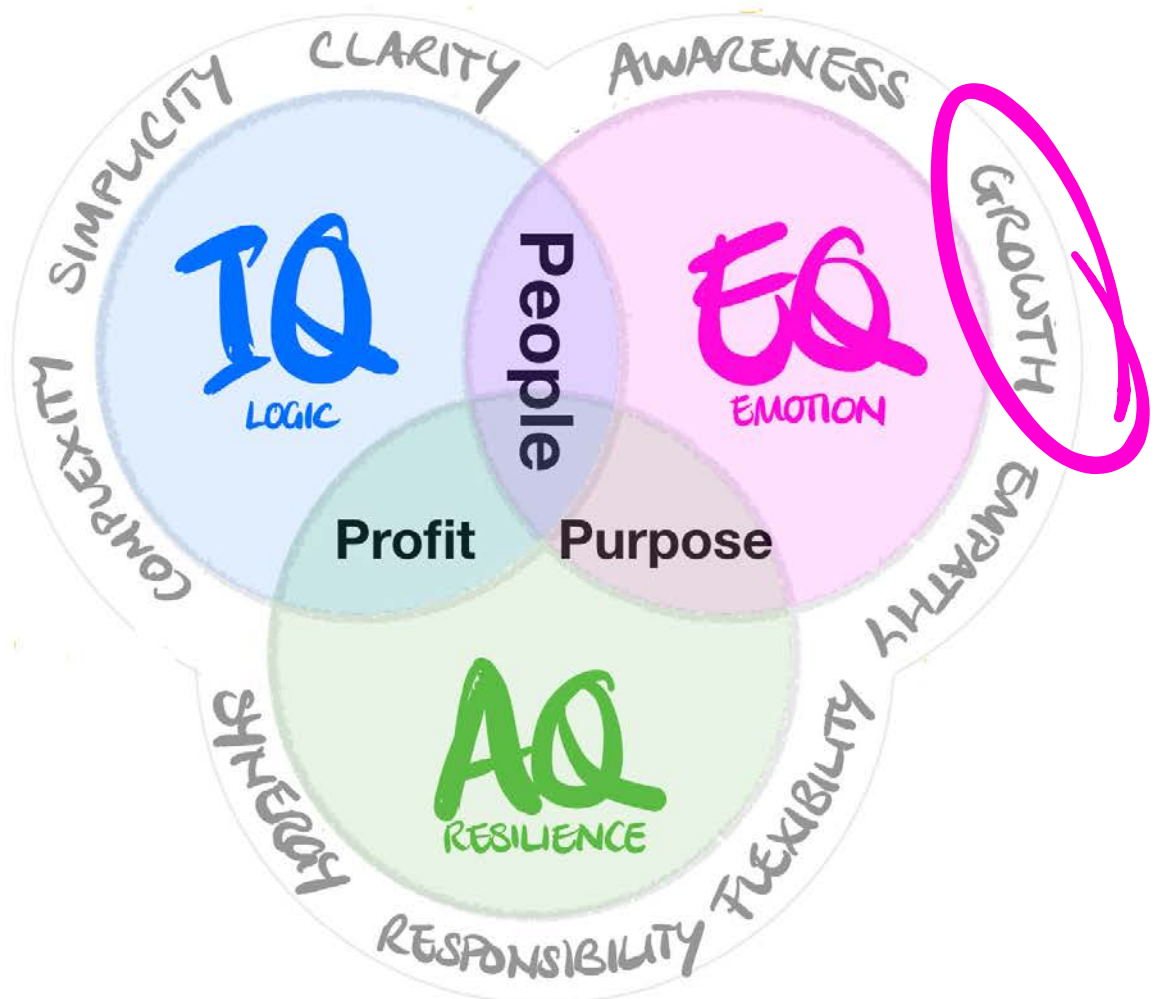 CLARITY
AWARENESS
SIMPLICITY
GROWTH
IQ
People
EQ
LOGIC
EMOTION
COMPLEXITY
EMPATHY
Profit
Purpose
AQ
RESILIENCE
SYNERGY
FLEXIBILITY
RESPONSIBILITY